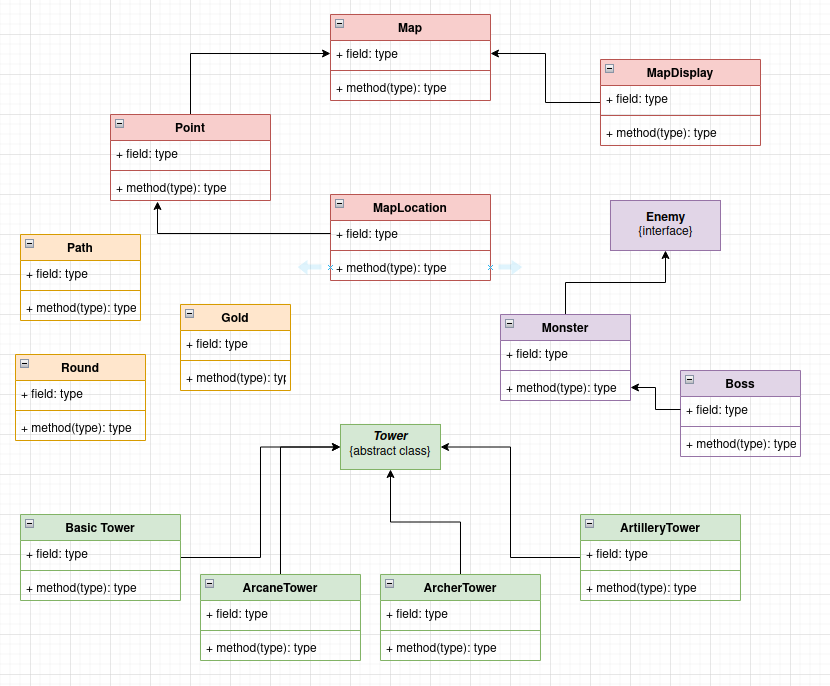 Map
+ field: type
+ method(type): type
MapDisplay
+ field: type
+ method(type): type
Point
+ field: type
+ method(type): type
MapLocation
+ field: type
+ method(type): type
Enemy
{interface}
Path
+ field: type
+ method(type): type
Gold
+ field: type
+ method(type): typ
Monster
+ field: type
+ method(type): type
Round
+ field: type
+ method(type): type
Boss
+ field: type
+ method(type): type
Tower
{abstract class}
Basic Tower
+ field: type
+ method(type): type
ArtilleryTower
+ field: type
+ method(type): type
ArcaneTower
+ field: type
+ method(type): type
ArcherTower
+ field: type
+ method(type): type